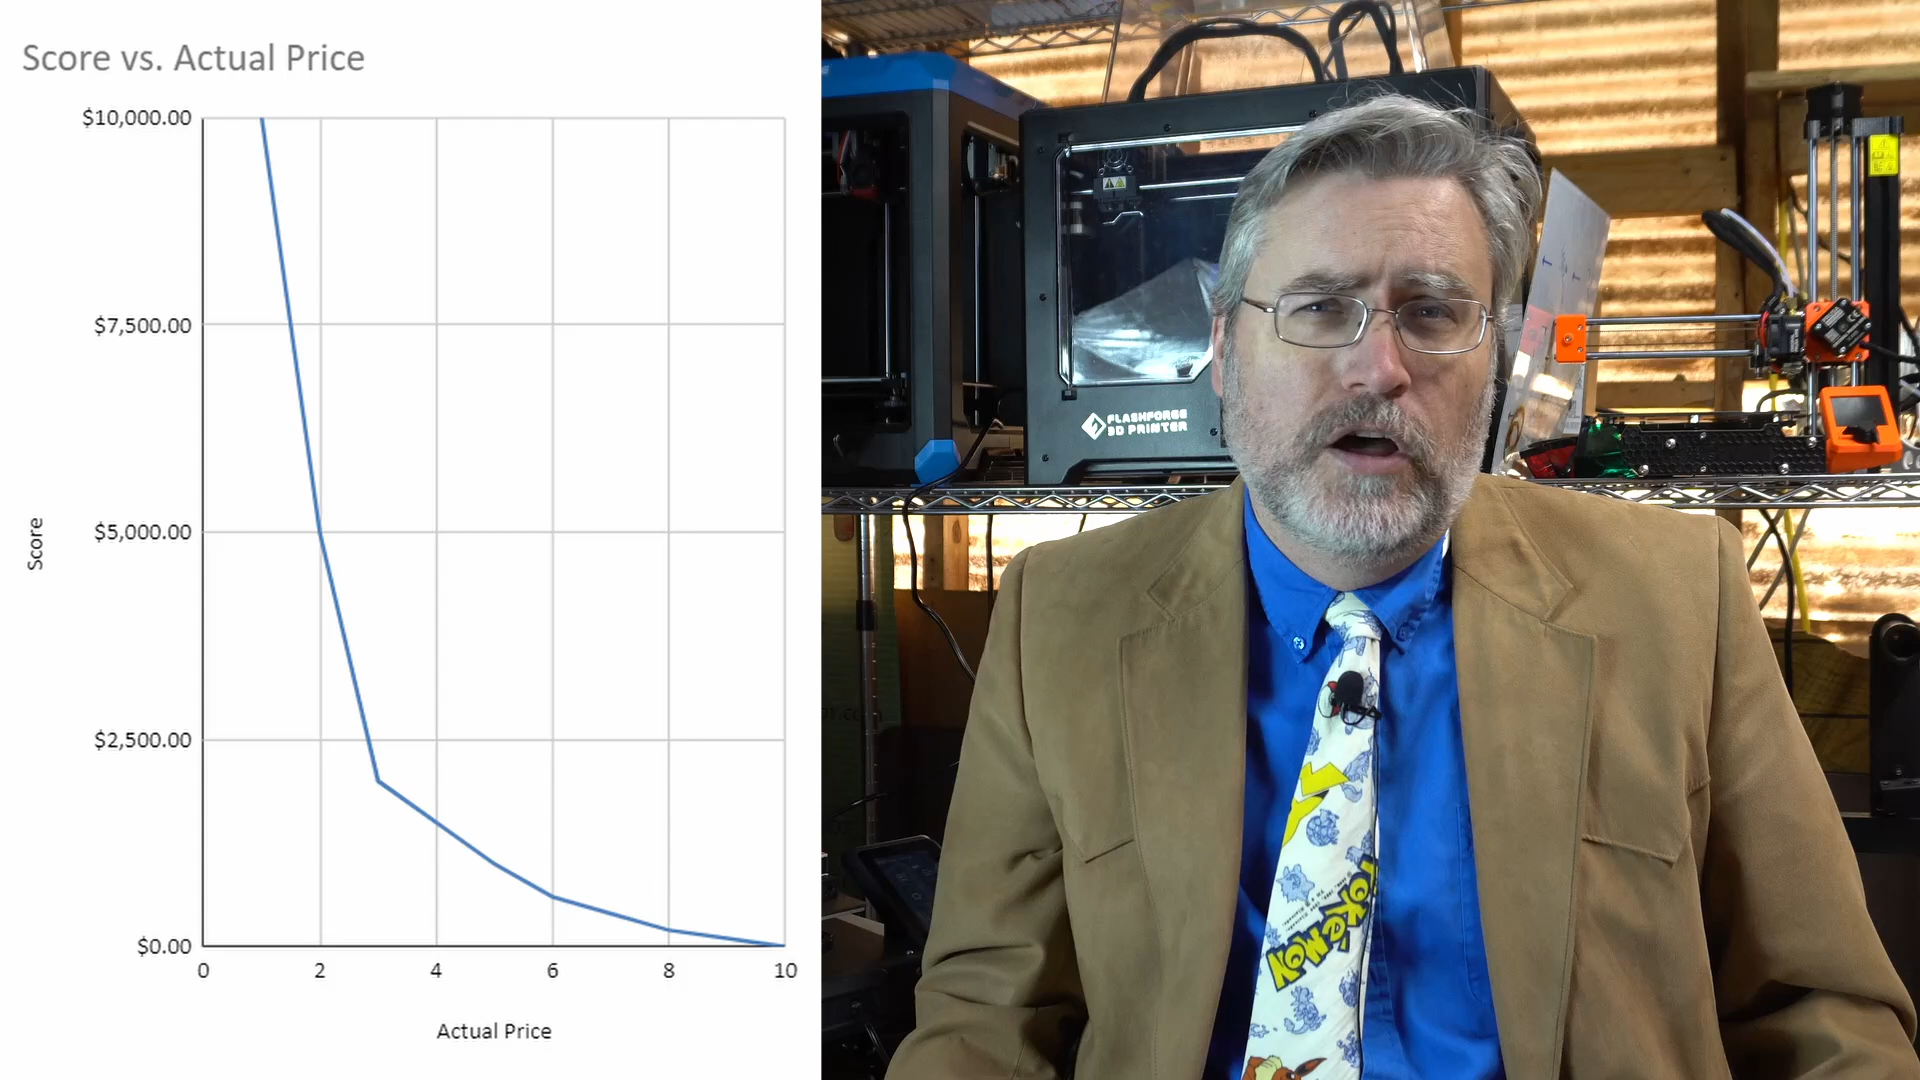 Score vs. Actual Price
$10,000.00
$7,500.00
$5,000.00
$2,500.00
$0.00
Score
0 2 4 6 8 10
Actual Price
FLASHFORGE
3D PRINTER
POKéMON